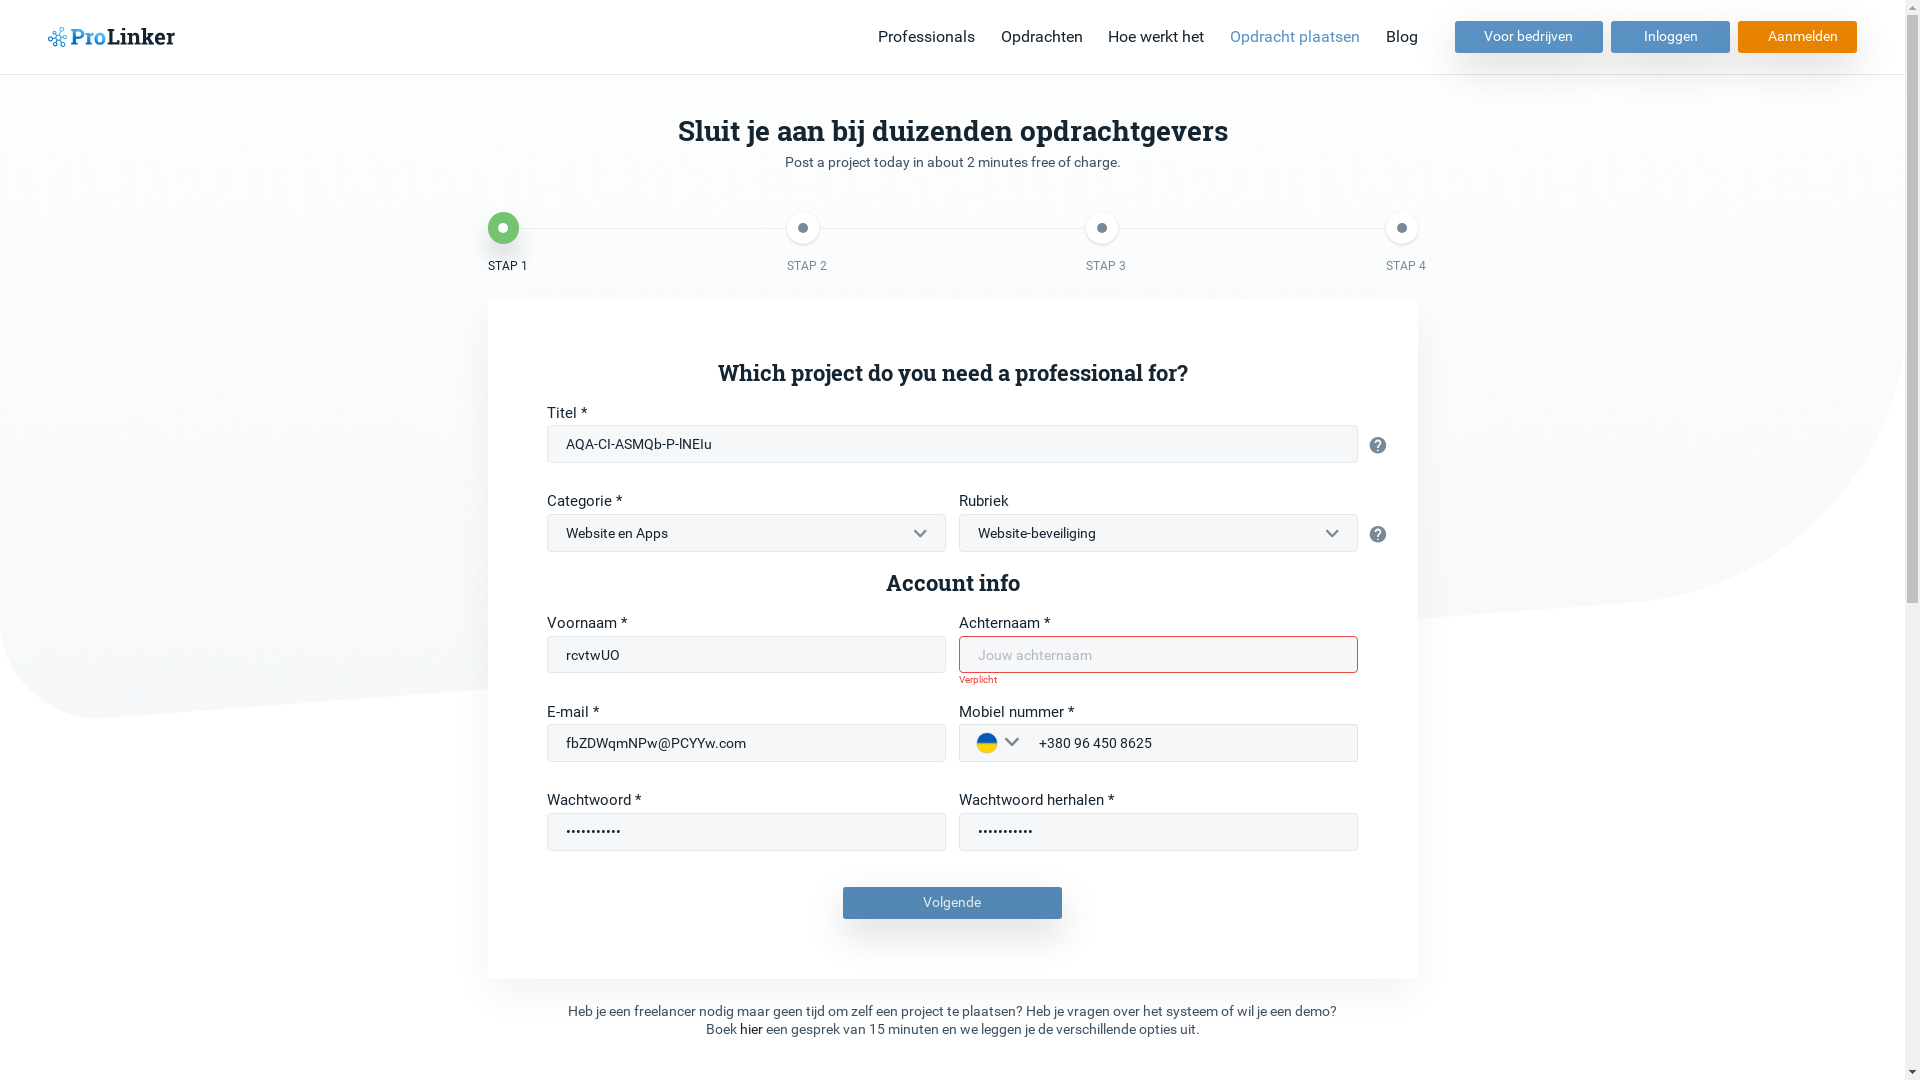 ProLinker
Professionals Opdrachten Hoe werkt het Opdracht plaatsen Blog Voor bedrijven Inloggen Aanmelden
Sluit je aan bij duizenden opdrachtgevers
Post a project today in about 2 minutes free of charge.
STAP 1 STAP 2 STAP 3 STAP 4
Which project do you need a professional for?
Titel *
AQA-CI-ASMQb-P-lNEIu
Categorie * Rubriek
Website en Apps Website-beveiliging
Account info
Voornaam * Achternaam *
rcvtwUO Jouw achternaam
Verplicht
E-mail * Mobiel nummer *
fbZDWqmNPw@PCYYw.com +380 96 450 8625
Wachtwoord * Wachtwoord herhalen *
••••••••••• •••••••••••
Volgende
Heb je een freelancer nodig maar geen tijd om zelf een project te plaatsen? Heb je vragen over het systeem of wil je een demo?
Boek hier een gesprek van 15 minuten en we leggen je de verschillende opties uit.